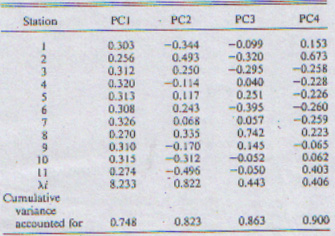 Station PC1 PC2 PC3 PC4
1 0.303 −0.344 −0.099 0.153
2 0.256 0.493 −0.320 0.673
3 0.312 0.250 −0.295 −0.258
4 0.320 −0.114 0.040 −0.228
5 0.313 0.117 0.251 −0.226
6 0.308 0.243 −0.395 −0.260
7 0.326 0.068 0.057 −0.259
8 0.270 0.335 0.742 0.223
9 0.310 −0.170 0.145 −0.065
10 0.315 −0.312 −0.052 0.062
11 0.274 −0.496 −0.050 0.403
λi 8.233 0.822 0.443 0.406
Cumulative
variance
accounted for 0.748 0.823 0.863 0.900